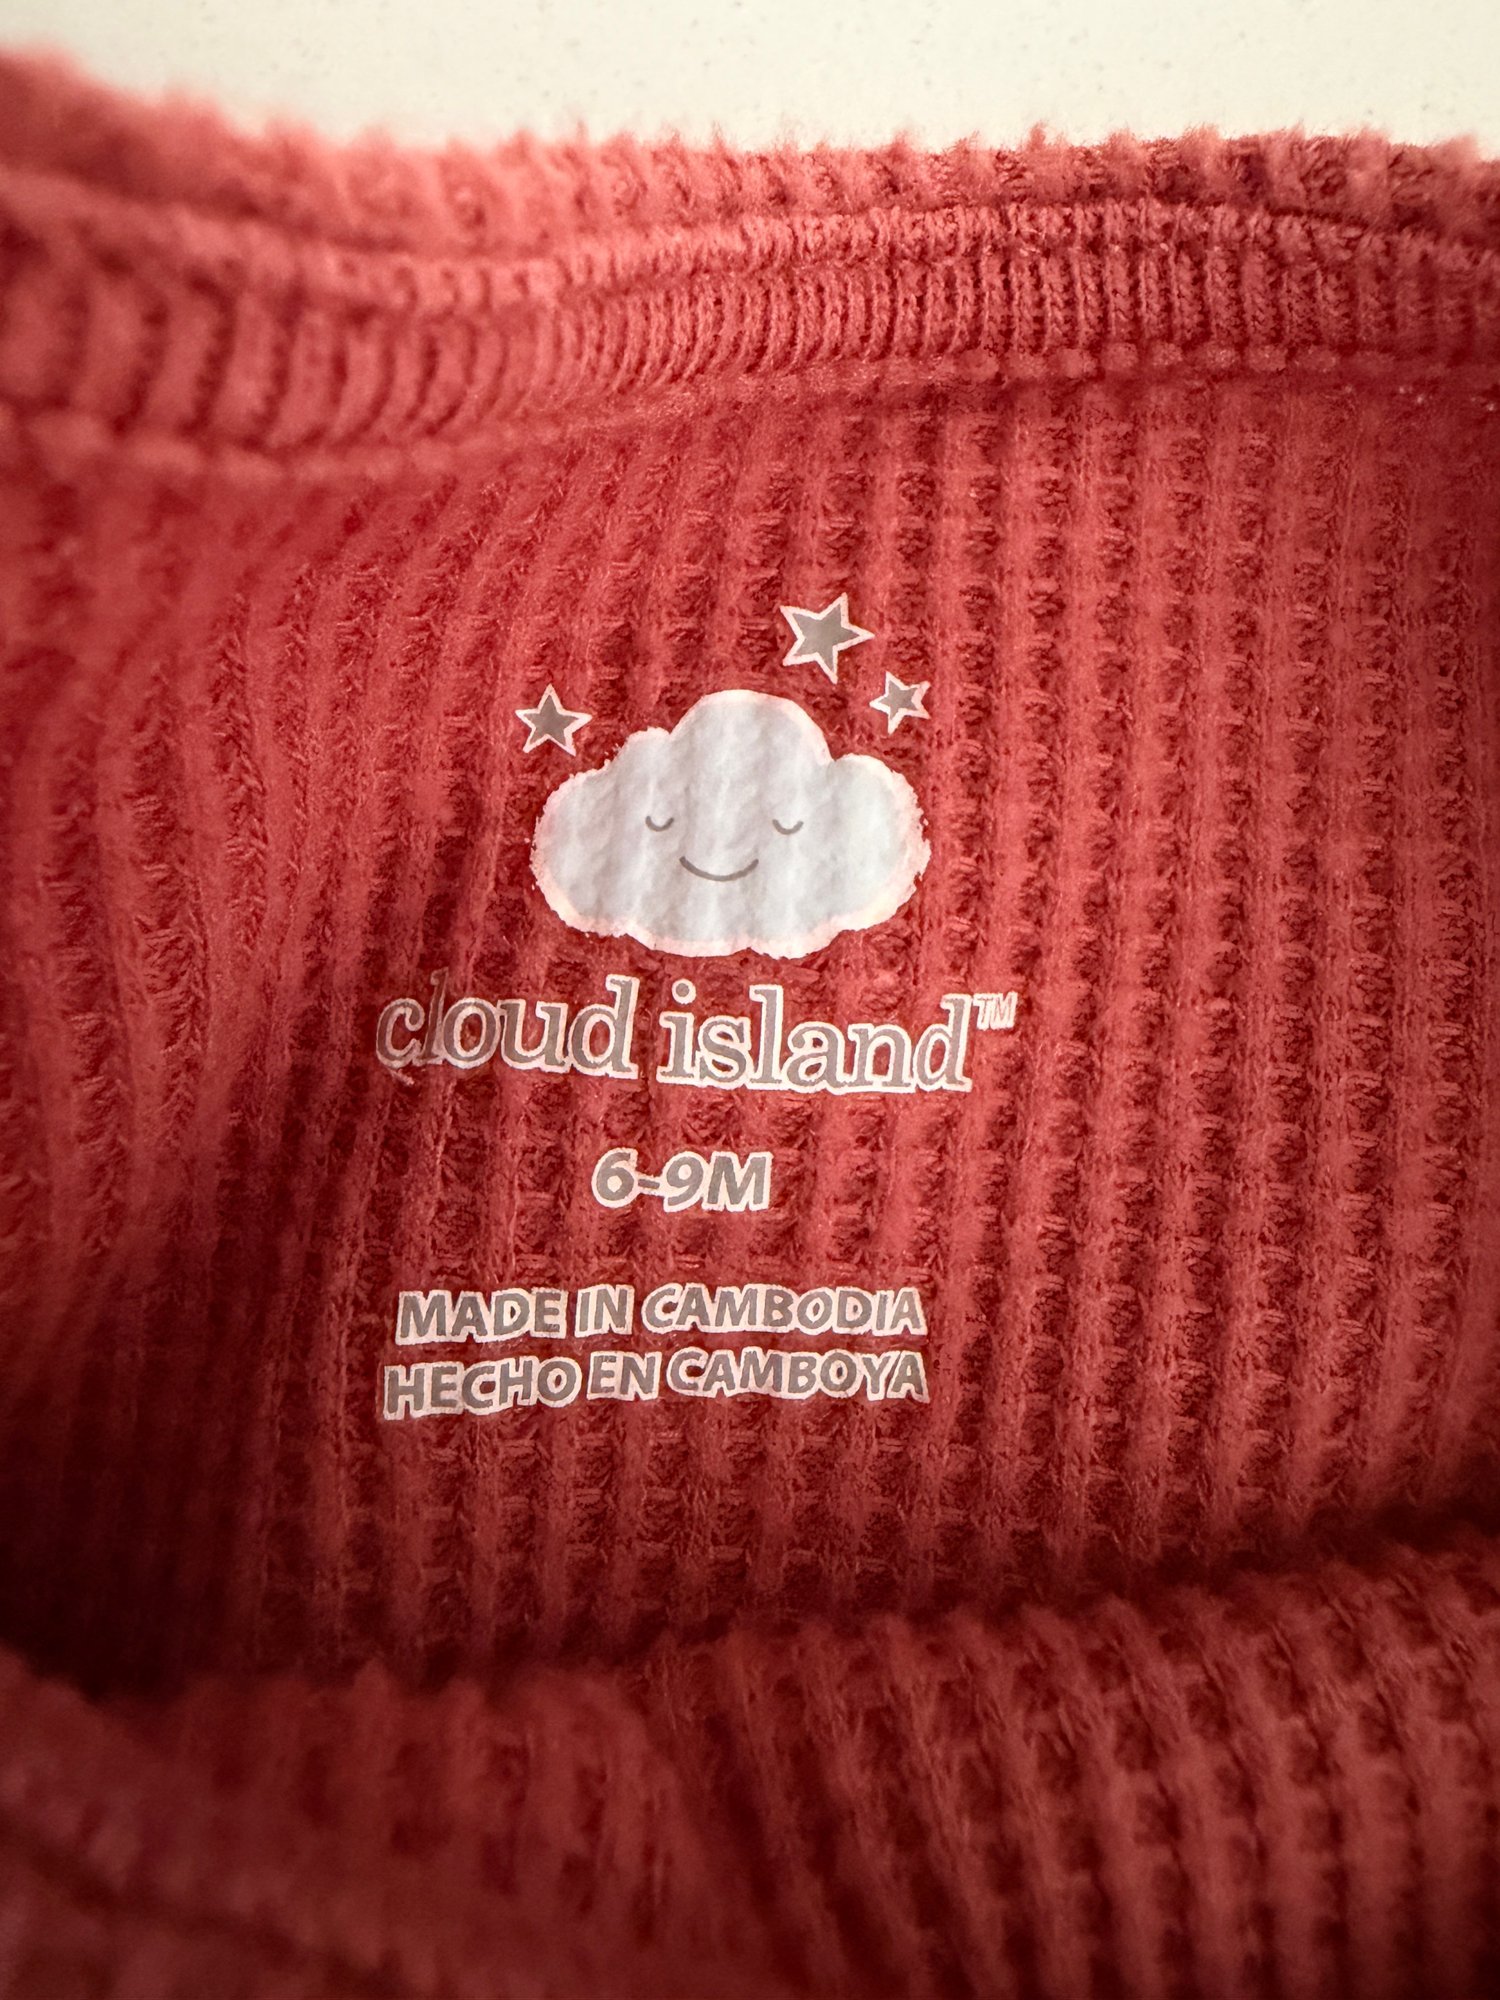 cloud island™
6-9M
MADE IN CAMBODIA
HECHO EN CAMBOYA